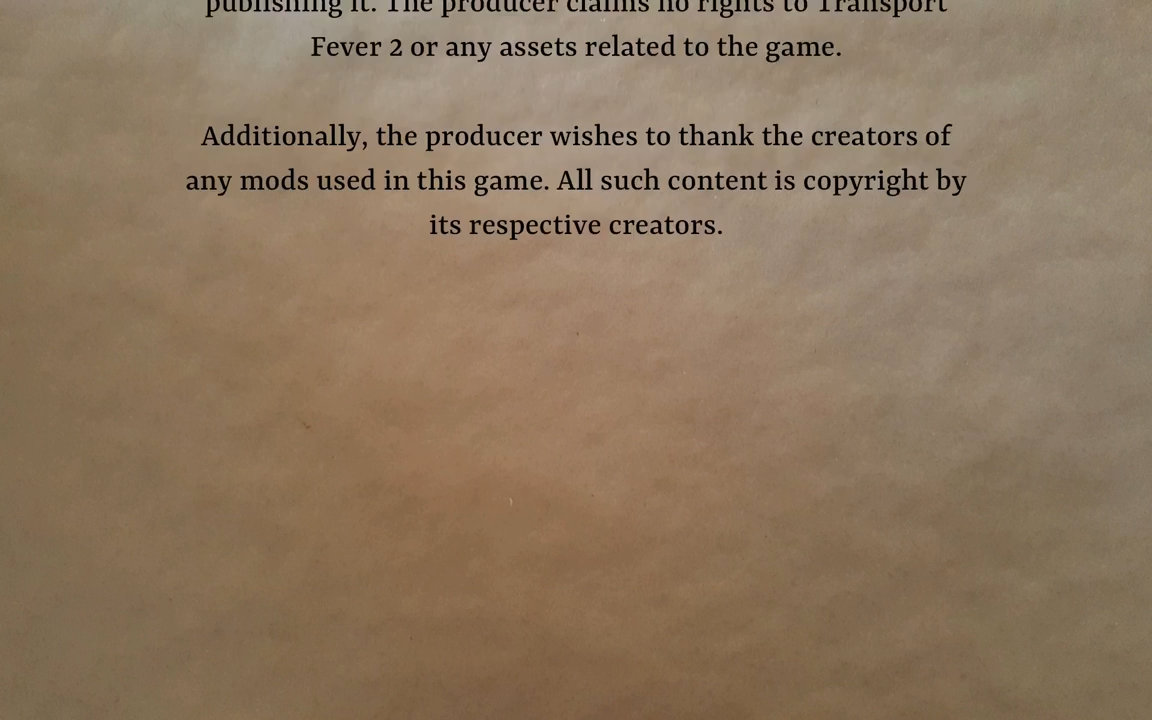 publishing it. The producer claims no rights to Transport
Fever 2 or any assets related to the game.
Additionally, the producer wishes to thank the creators of
any mods used in this game. All such content is copyright by
its respective creators.